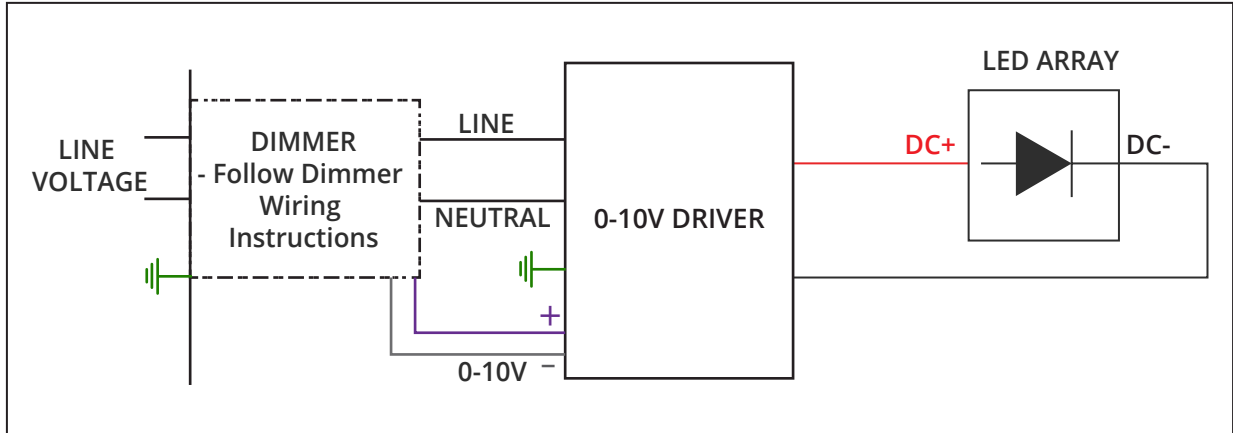 LINE
VOLTAGE
DIMMER
- Follow Dimmer
Wiring
Instructions
LINE
NEUTRAL
+
0-10V –
0-10V DRIVER
LED ARRAY
DC+
DC-